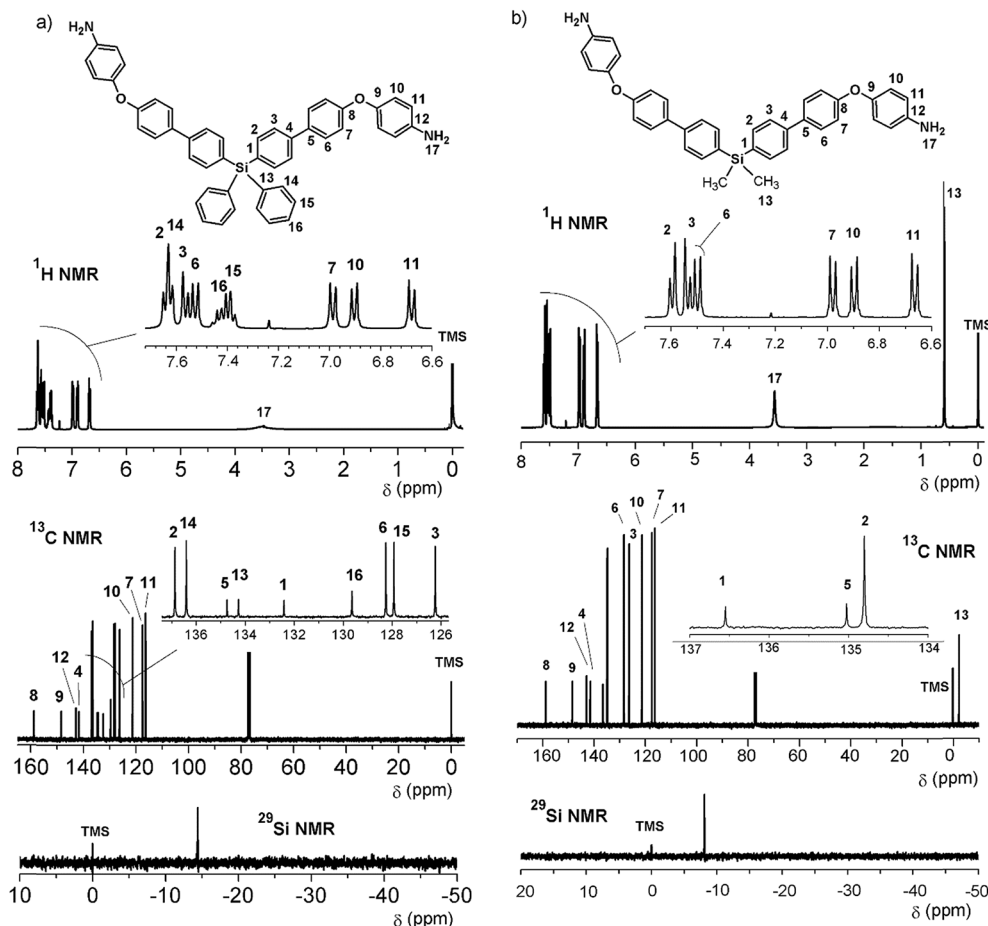 a)
H₂N
O
O
9
10
11
12
NH₂
17
8
7
6
5
4
3
2
1
Si
13
14
15
16
¹H NMR
2 14
3
6
16
15
7
10
11
7.6 7.4 7.2 7.0 6.8 6.6
TMS
17
8 7 6 5 4 3 2 1 0
δ (ppm)
¹³C NMR
2
14
5
13
1
16
6
15
3
136 134 132 130 128 126
8
9
12
4
10
7
11
TMS
160 140 120 100 80 60 40 20 0
δ (ppm)
²⁹Si NMR
TMS
10 0 -10 -20 -30 -40 -50
δ (ppm)
b)
H₂N
O
O
9
10
11
12
NH₂
17
8
7
6
5
4
3
2
1
Si
H₃C
CH₃
13
¹H NMR
2
3
6
7
10
11
7.6 7.4 7.2 7.0 6.8 6.6
13
TMS
17
8 7 6 5 4 3 2 1 0
δ (ppm)
¹³C NMR
6
10
3
7
11
1
5
2
137 136 135 134
8
9
12
4
TMS
13
160 140 120 100 80 60 40 20 0 -10
δ (ppm)
²⁹Si NMR
TMS
20 10 0 -10 -20 -30 -40 -50
δ (ppm)